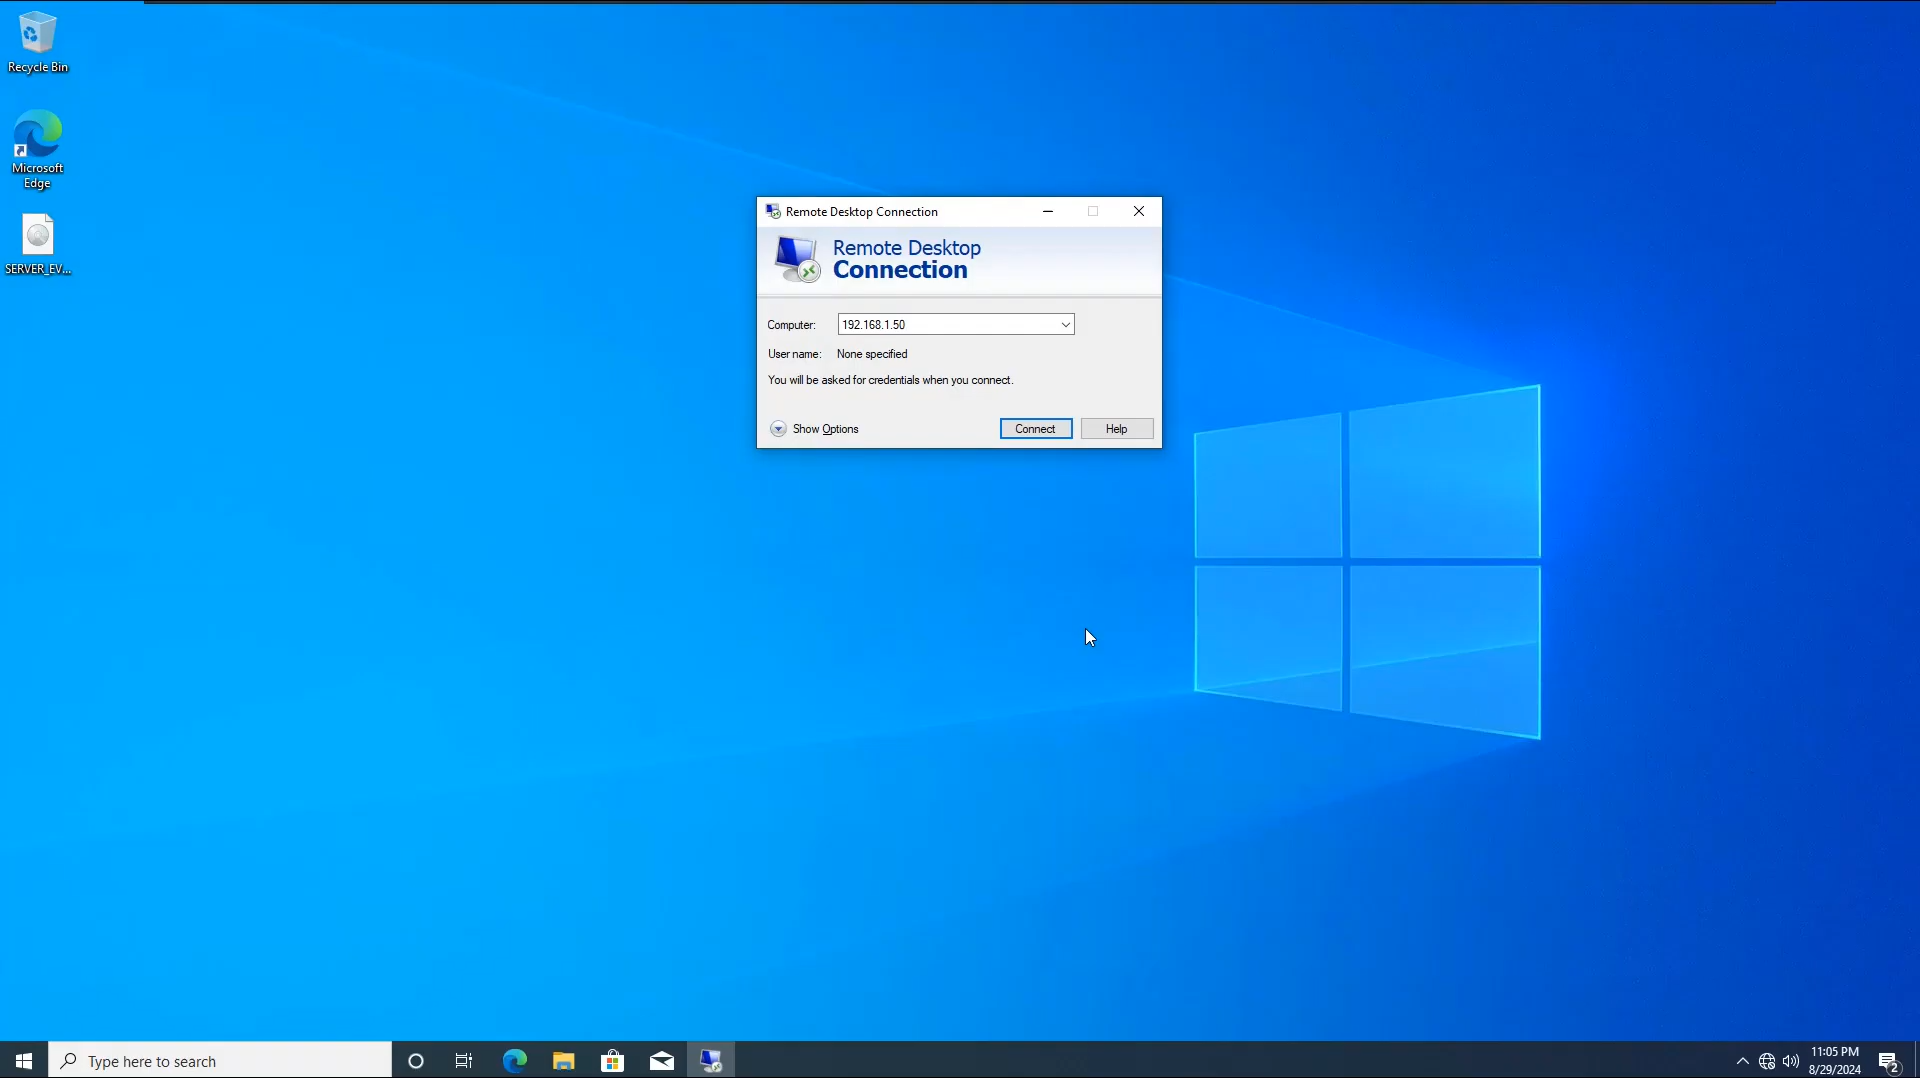 Recycle Bin
Microsoft
Edge
SERVER_EV...
Remote Desktop Connection
Remote Desktop
Connection
Computer: 192.168.1.50
User name: None specified
You will be asked for credentials when you connect.
Show Options Connect Help
Type here to search
11:05 PM
8/29/2024
2